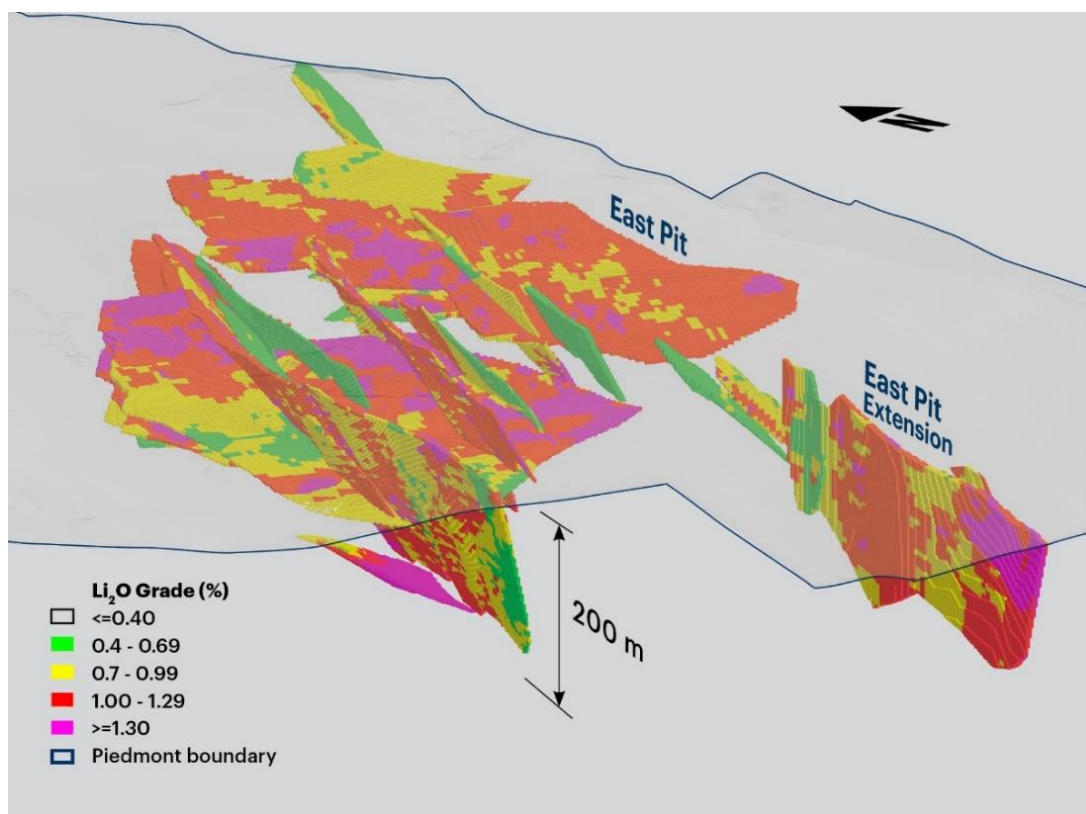 N
East Pit
East Pit
Extension
200 m
Li₂O Grade (%)
<=0.40
0.4 - 0.69
0.7 - 0.99
1.00 - 1.29
>=1.30
Piedmont boundary